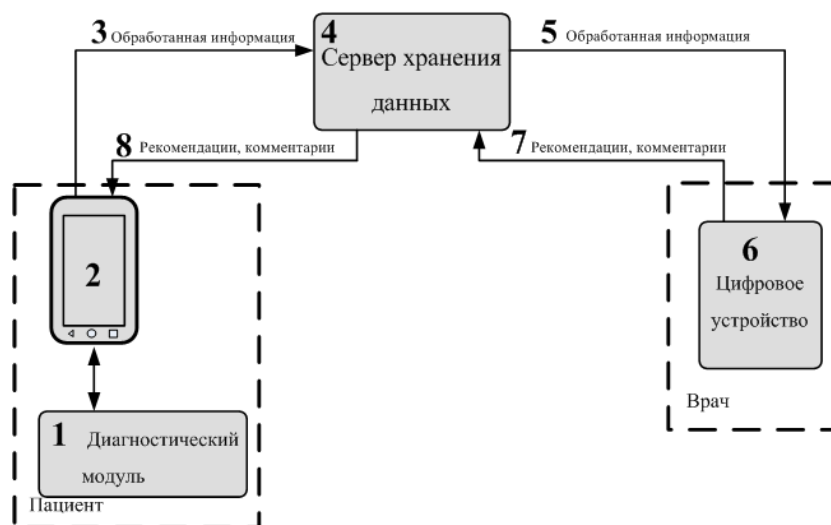 3 Обработанная информация
4
Сервер хранения
данных
5 Обработанная информация
8 Рекомендации, комментарии
7 Рекомендации, комментарии
2
6
Цифровое
устройство
Врач
1 Диагностический
модуль
Пациент